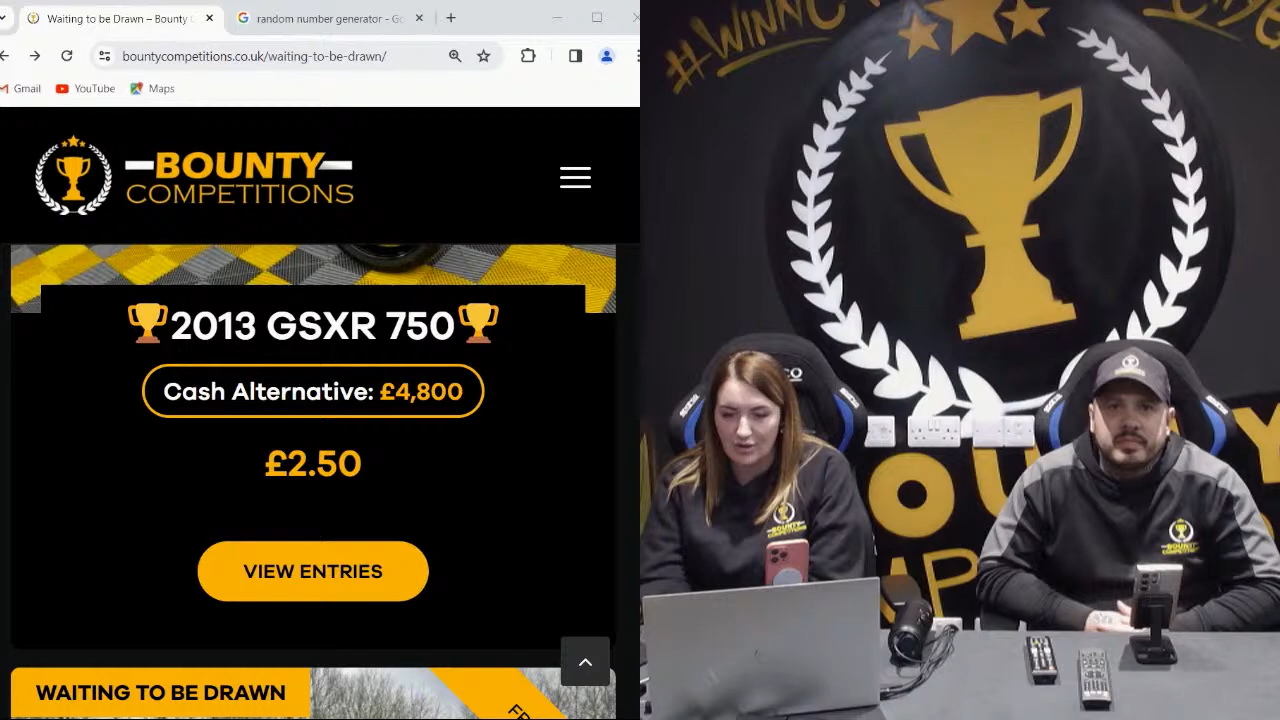 Waiting to be Drawn – Bounty
random number generator - Go
bountycompetitions.co.uk/waiting-to-be-drawn/
Gmail
YouTube
Maps
BOUNTY
COMPETITIONS
2013 GSXR 750
Cash Alternative: £4,800
£2.50
VIEW ENTRIES
WAITING TO BE DRAWN
BOUNTY
COMPETITIONS
BOUNTY
COMPETITIONS